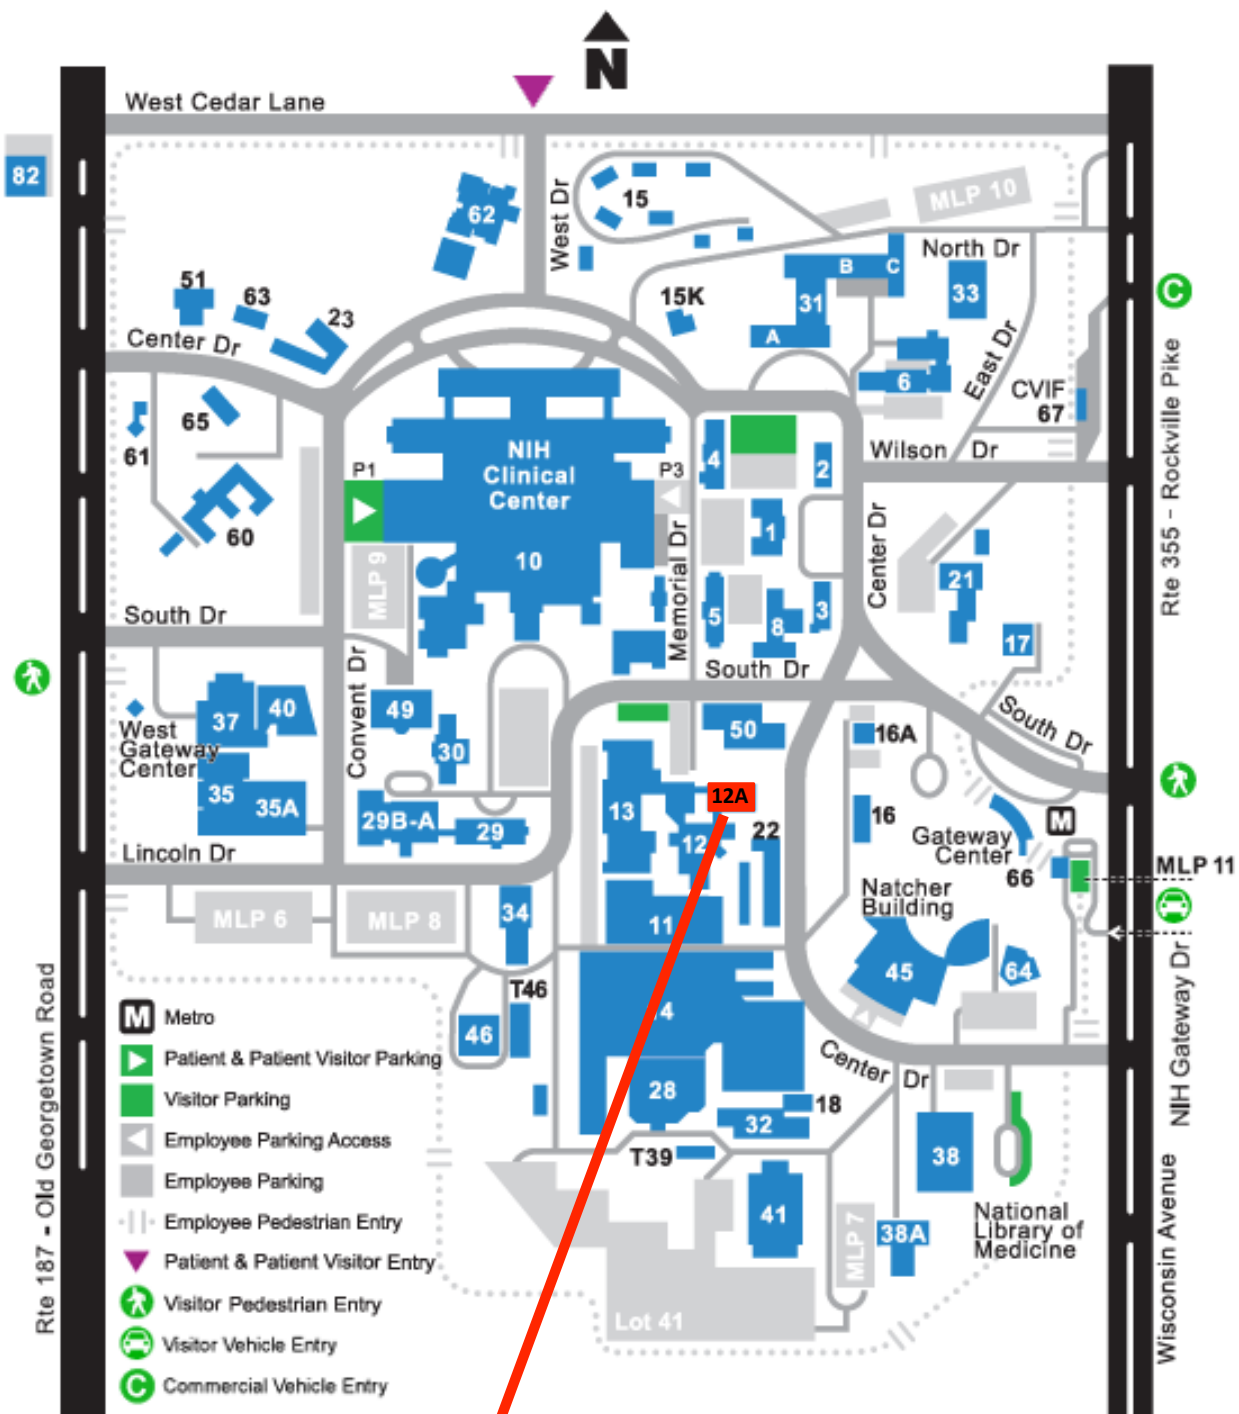 N
West Cedar Lane
82
62
West Dr
15
MLP 10
North Dr
B
C
31
A
33
15K
51
63
23
Center Dr
6
East Dr
CVIF
67
C
Rte 355 - Rockville Pike
65
61
60
NIH
Clinical
Center
10
P1
P3
MLP 9
Memorial Dr
4
2
1
5
8
3
Wilson Dr
Center Dr
21
17
South Dr
South Dr
South Dr
37
40
West
Gateway
Center
35
35A
Convent Dr
49
30
29B-A
29
Lincoln Dr
50
13
12A
12
22
11
16A
16
Gateway
Center
M
66
MLP 11
Natcher
Building
45
64
NIH Gateway Dr
MLP 6
MLP 8
34
T46
46
4
28
18
32
T39
Center Dr
41
MLP 7
38
38A
National
Library of
Medicine
Lot 41
Wisconsin Avenue
Rte 187 - Old Georgetown Road
M Metro
Patient & Patient Visitor Parking
Visitor Parking
Employee Parking Access
Employee Parking
Employee Pedestrian Entry
Patient & Patient Visitor Entry
Visitor Pedestrian Entry
Visitor Vehicle Entry
C Commercial Vehicle Entry